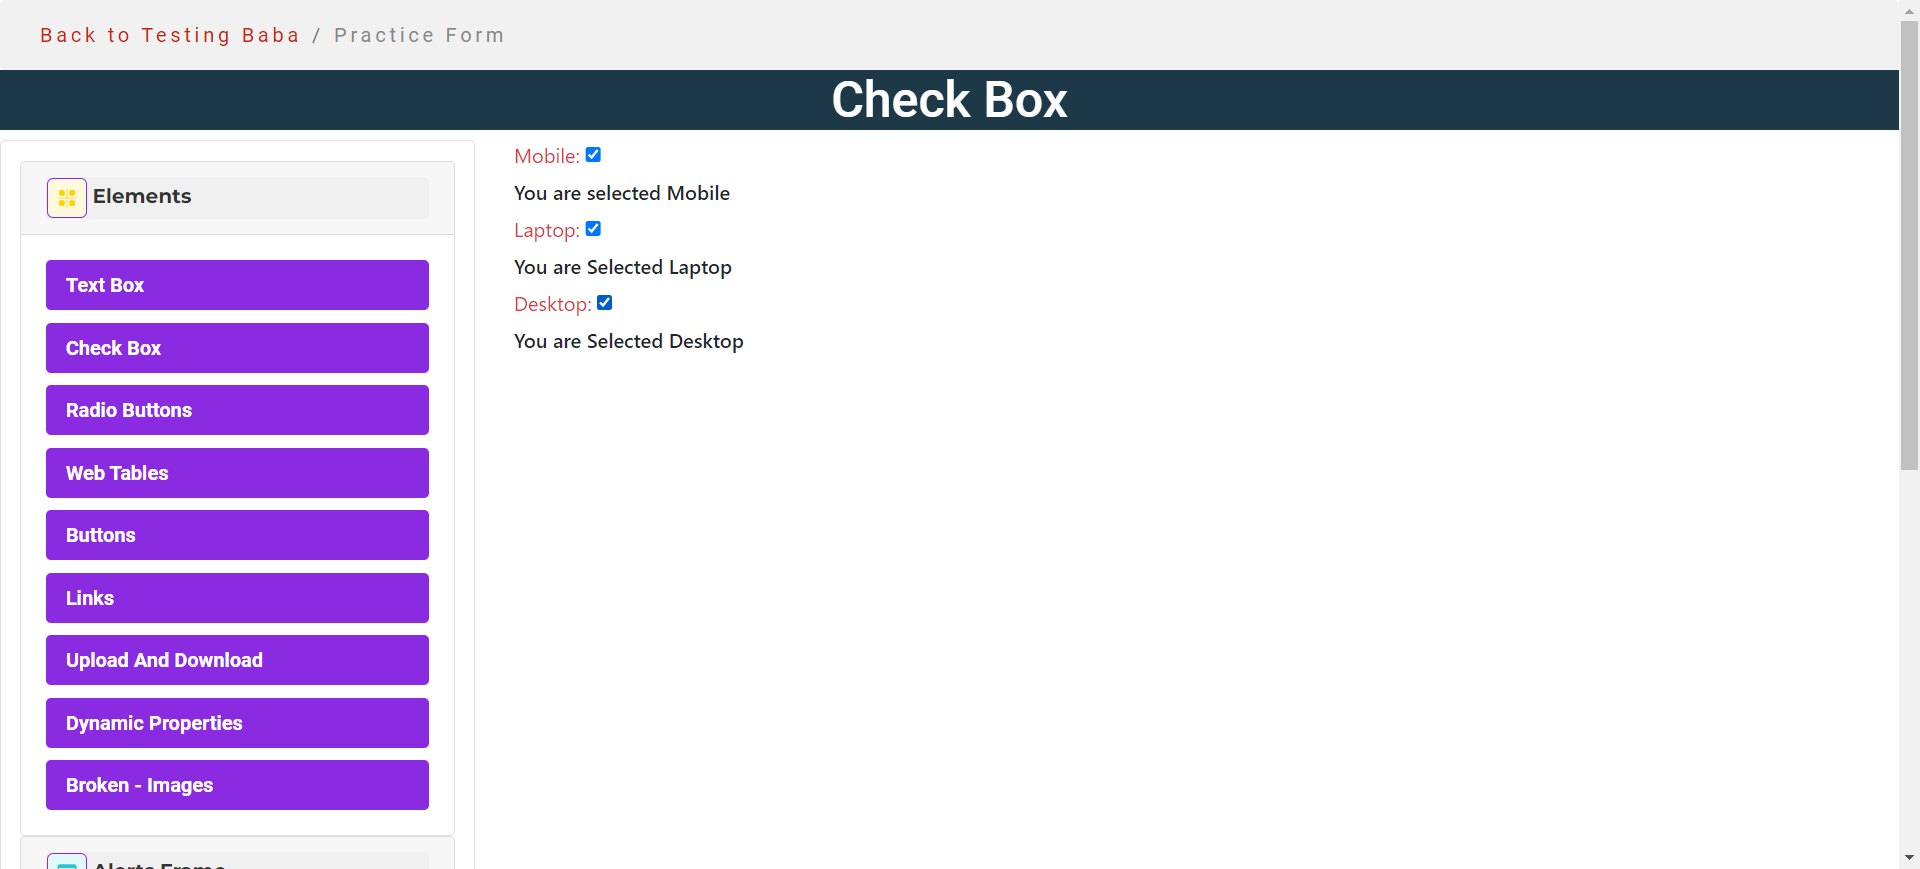 Back to Testing Baba / Practice Form
Check Box
Elements
Text Box
Check Box
Radio Buttons
Web Tables
Buttons
Links
Upload And Download
Dynamic Properties
Broken - Images
Alerts Frame
Mobile:
You are selected Mobile
Laptop:
You are Selected Laptop
Desktop:
You are Selected Desktop